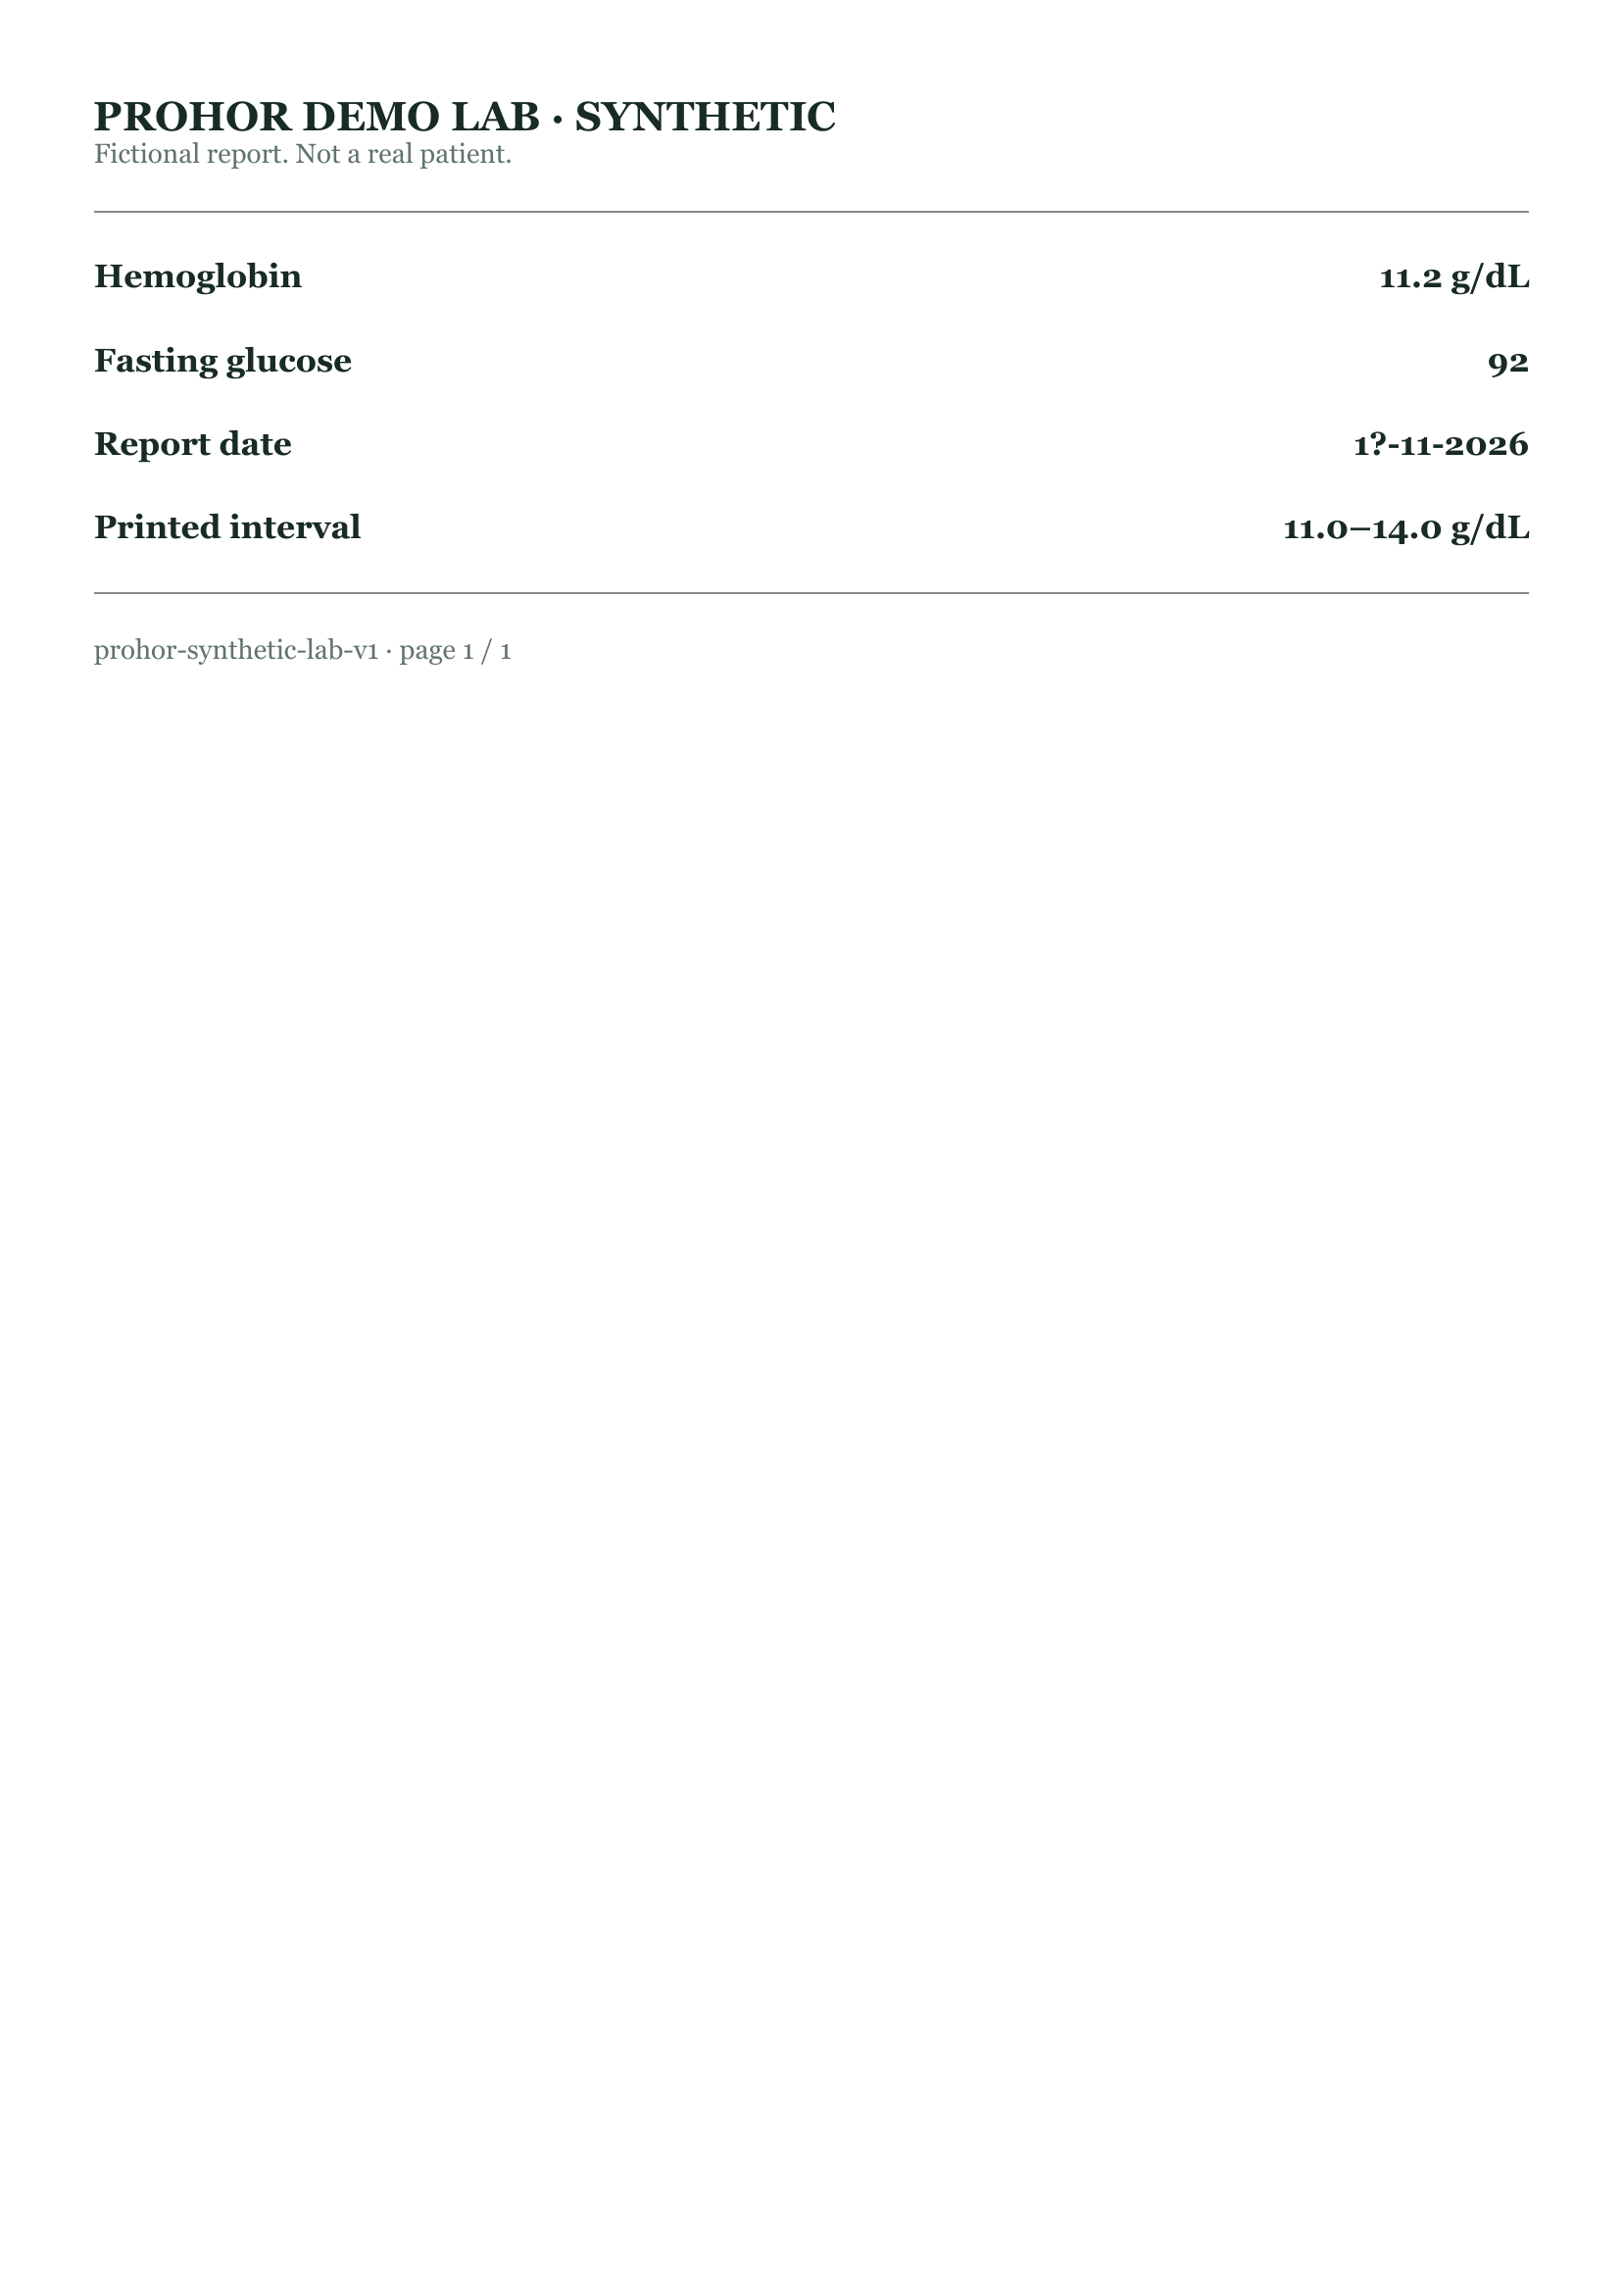 PROHOR DEMO LAB · SYNTHETIC
Fictional report. Not a real patient.
Hemoglobin 11.2 g/dL
Fasting glucose 92
Report date 1?-11-2026
Printed interval 11.0–14.0 g/dL
prohor-synthetic-lab-v1 · page 1 / 1